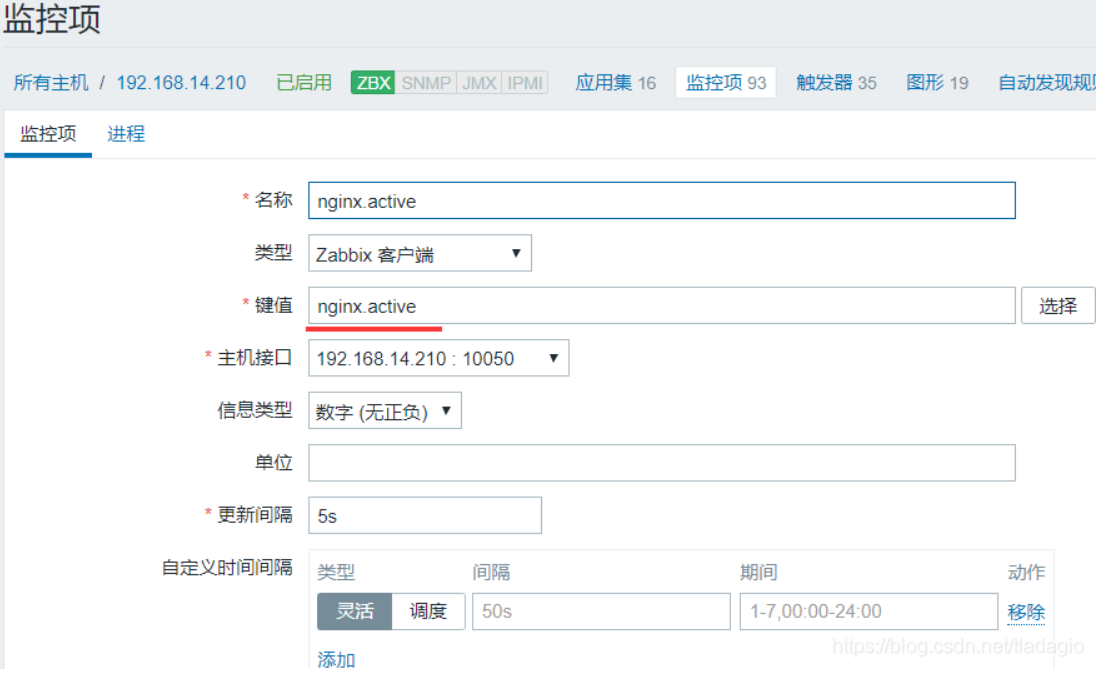 监控项
所有主机 / 192.168.14.210 已启用 ZBX SNMP JMX IPMI 应用集 16 监控项 93 触发器 35 图形 19 自动发现规则
监控项 进程
* 名称 nginx.active
类型 Zabbix 客户端
* 键值 nginx.active 选择
* 主机接口 192.168.14.210 : 10050
信息类型 数字 (无正负)
单位
* 更新间隔 5s
自定义时间间隔 类型 间隔 期间 动作
灵活 调度 50s 1-7,00:00-24:00 移除
添加
https://blog.csdn.net/tladagio